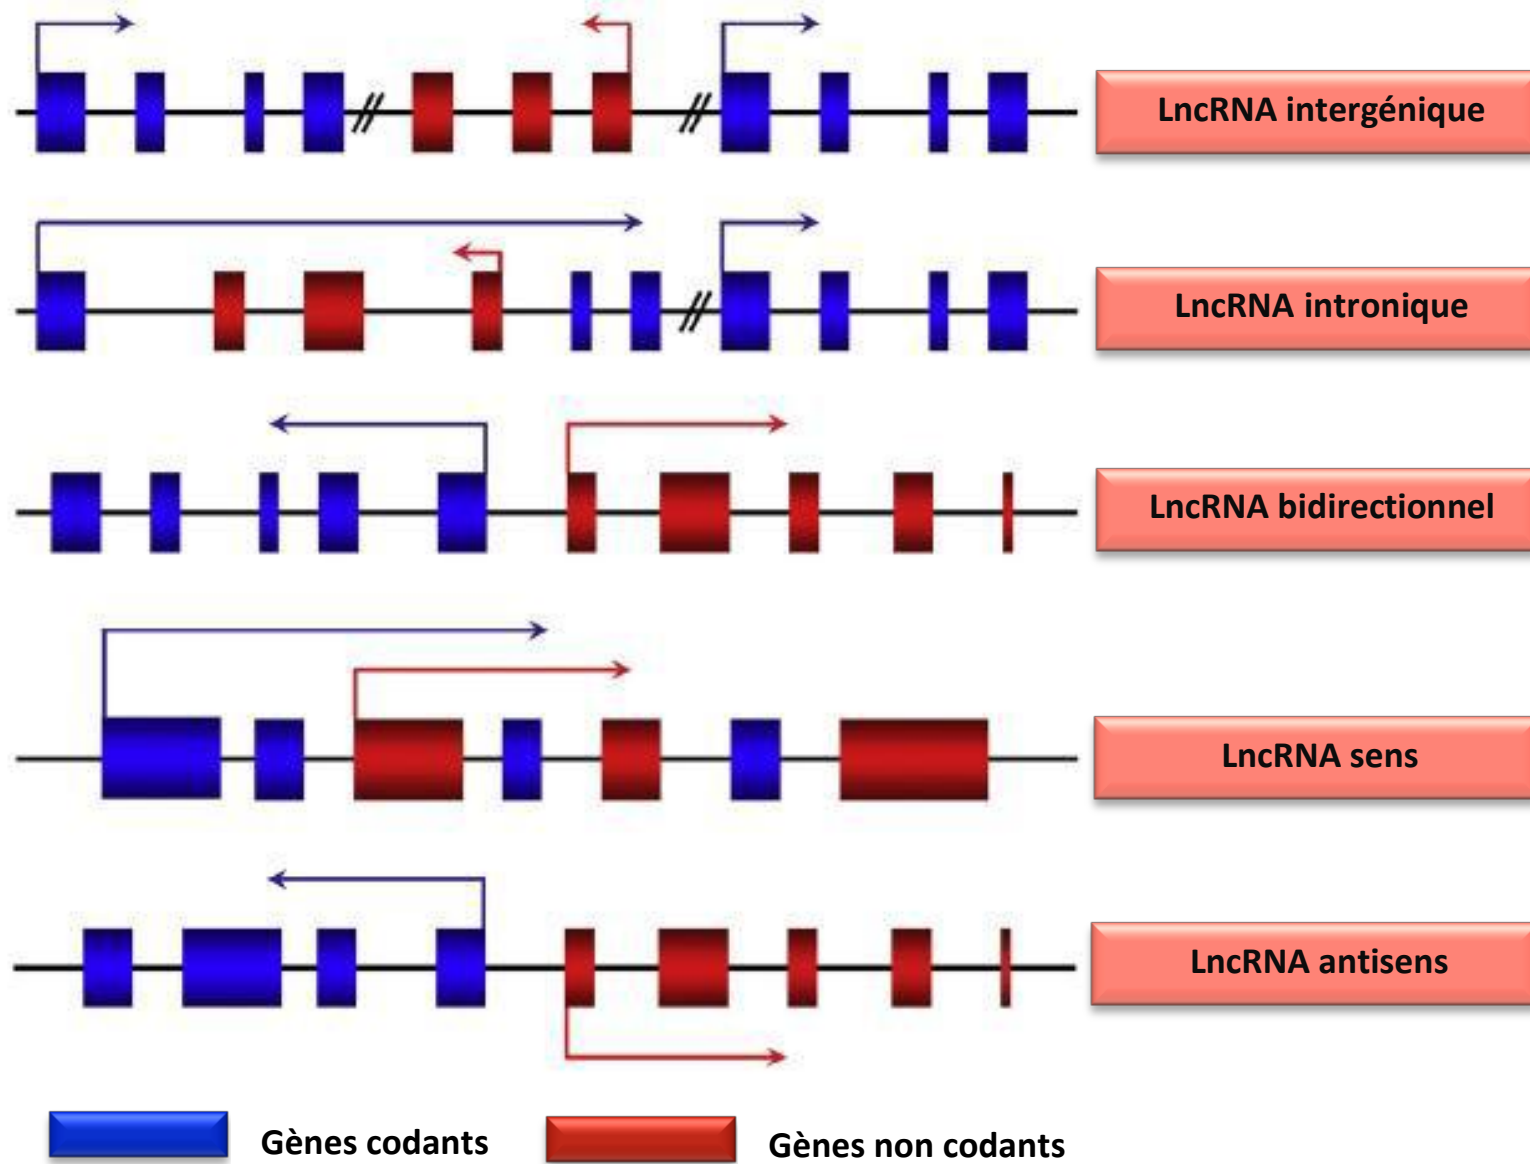 LncRNA intergénique
LncRNA intronique
LncRNA bidirectionnel
LncRNA sens
LncRNA antisens
Gènes codants
Gènes non codants